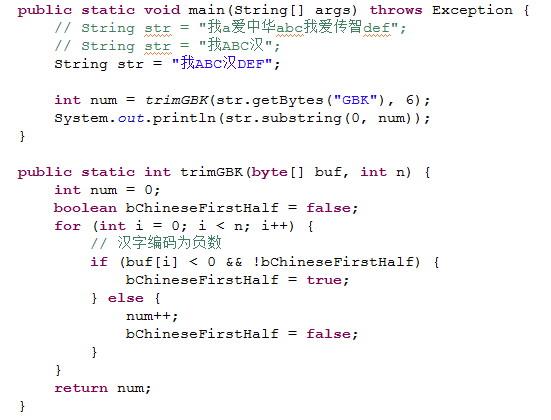 public static void main(String[] args) throws Exception {
// String str = "我a爱中华abc我爱传智def";
// String str = "我ABC汉";
String str = "我ABC汉DEF";
int num = trimGBK(str.getBytes("GBK"), 6);
System.out.println(str.substring(0, num));
}
public static int trimGBK(byte[] buf, int n) {
int num = 0;
boolean bChineseFirstHalf = false;
for (int i = 0; i < n; i++) {
// 汉字编码为负数
if (buf[i] < 0 && !bChineseFirstHalf) {
bChineseFirstHalf = true;
} else {
num++;
bChineseFirstHalf = false;
}
}
return num;
}